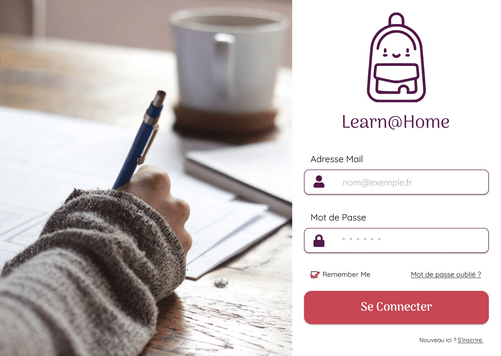 Learn@Home
Adresse Mail
nom@exemple.fr
Mot de Passe
Remember Me
Mot de passe oublié ?
Se Connecter
Nouveau ici ? S'inscrire.